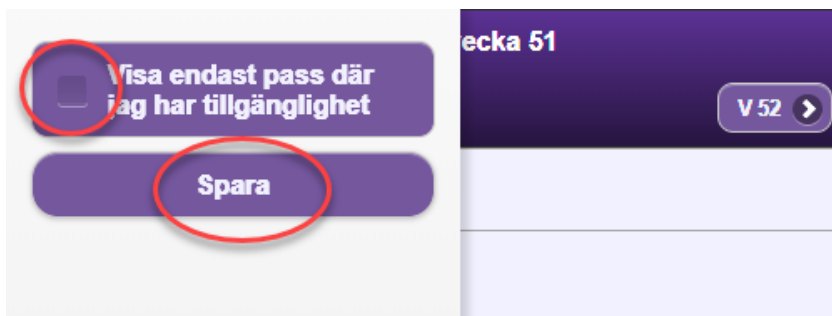 Visa endast pass där
jag har tillgänglighet
Spara
ecka 51
V 52